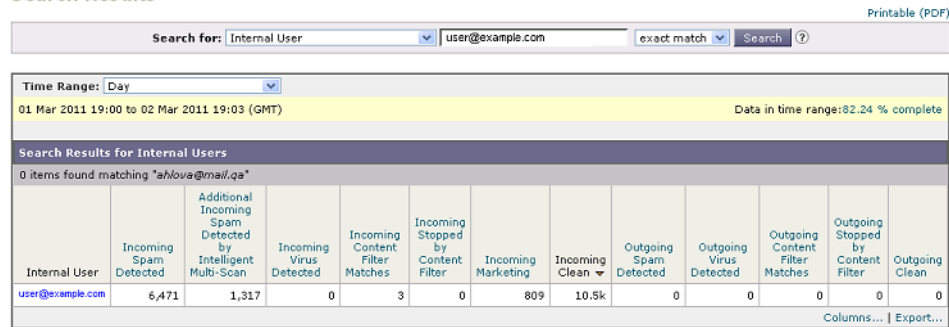 Printable (PDF)
Search for: Internal User user@example.com exact match Search ?
Time Range: Day
01 Mar 2011 19:00 to 02 Mar 2011 19:03 (GMT) Data in time range:82.24 % complete
Search Results for Internal Users
0 items found matching "ahlova@mail.qa"
Internal User Incoming Spam Detected Additional Incoming Spam Detected by Intelligent Multi-Scan Incoming Virus Detected Incoming Content Filter Matches Incoming Stopped by Content Filter Incoming Marketing Incoming Clean Outgoing Spam Detected Outgoing Virus Detected Outgoing Content Filter Matches Outgoing Stopped by Content Filter Outgoing Clean
user@example.com 6,471 1,317 0 3 0 809 10.5k 0 0 0 0 0
Columns... | Export...